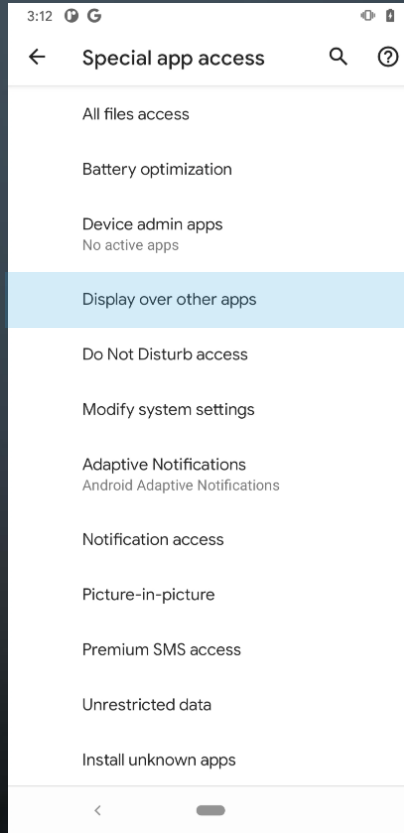 3:12
Special app access
All files access
Battery optimization
Device admin apps
No active apps
Display over other apps
Do Not Disturb access
Modify system settings
Adaptive Notifications
Android Adaptive Notifications
Notification access
Picture-in-picture
Premium SMS access
Unrestricted data
Install unknown apps